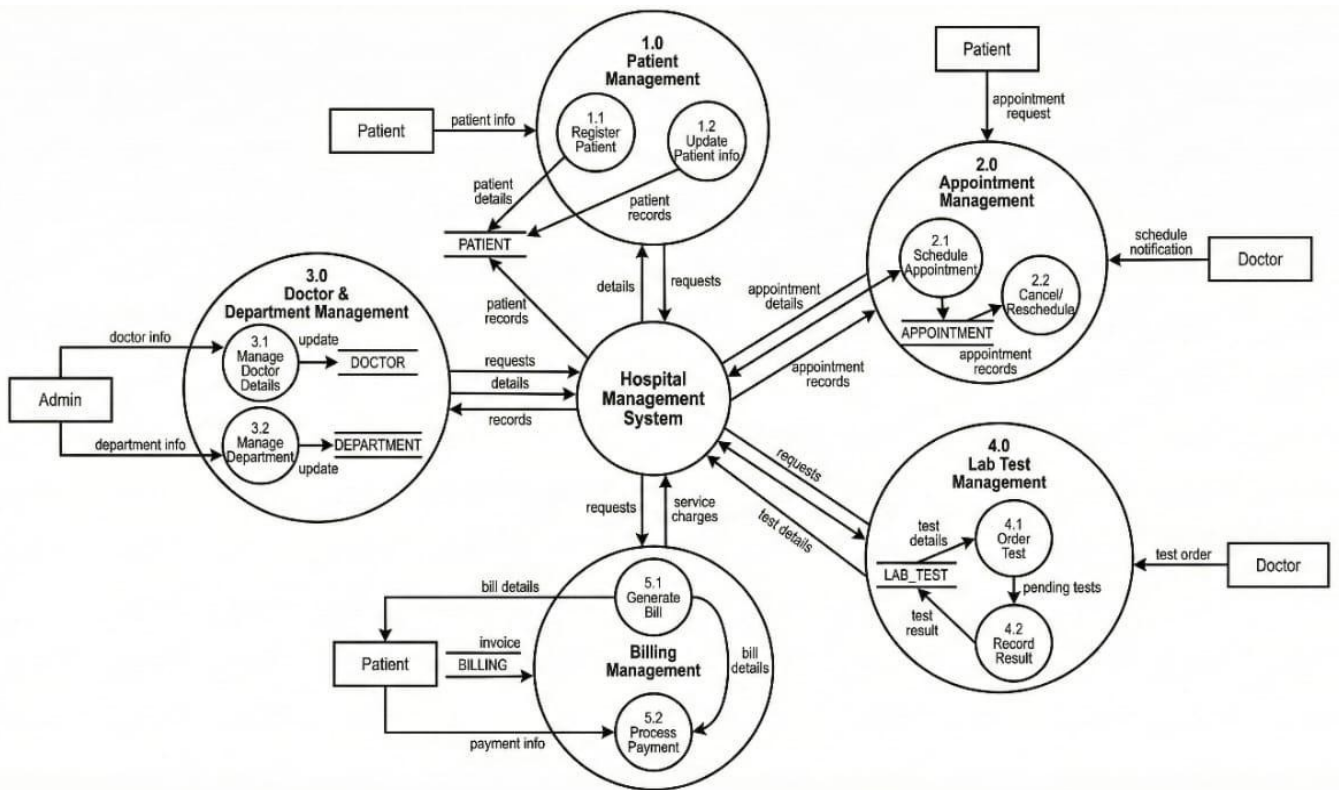 1.0
Patient
Management
1.1
Register
Patient
1.2
Update
Patient info
Patient
patient info
patient
details
patient
records
PATIENT
patient
records
details
requests
Patient
appointment
request
2.0
Appointment
Management
2.1
Schedule
Appointment
2.2
Cancel/
Reschedule
APPOINTMENT
appointment
records
schedule
notification
Doctor
appointment
details
appointment
records
3.0
Doctor &
Department Management
doctor info
3.1
Manage
Doctor
Details
update
DOCTOR
Admin
department info
3.2
Manage
Department
update
DEPARTMENT
requests
details
records
Hospital
Management
System
requests
test details
4.0
Lab Test
Management
4.1
Order
Test
test
details
LAB_TEST
pending tests
test
result
4.2
Record
Result
test order
Doctor
requests
service
charges
bill details
5.1
Generate
Bill
Patient
invoice
BILLING
Billing
Management
bill
details
5.2
Process
Payment
payment info